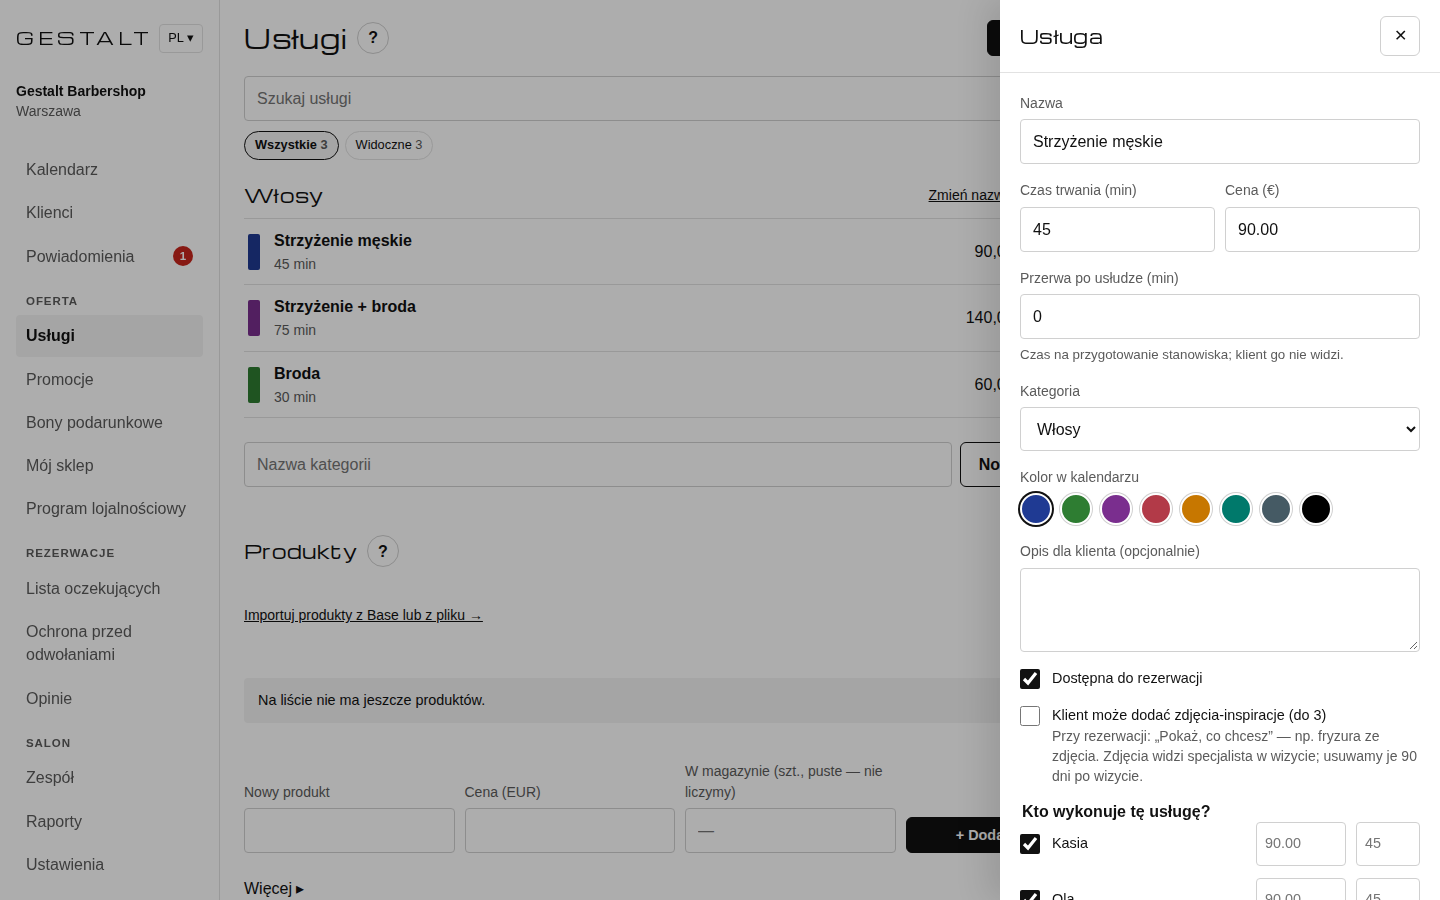 GESTALT
PL ▾
Gestalt Barbershop
Warszawa
Kalendarz
Klienci
Powiadomienia 1
OFERTA
Usługi
Promocje
Bony podarunkowe
Mój sklep
Program lojalnościowy
REZERWACJE
Lista oczekujących
Ochrona przed
odwołaniami
Opinie
SALON
Zespół
Raporty
Ustawienia
Usługi ?
Szukaj usługi
Wszystkie 3
Widoczne 3
Włosy
Strzyżenie męskie
45 min
Strzyżenie + broda
75 min
Broda
30 min
Nazwa kategorii
Produkty ?
Importuj produkty z Base lub z pliku →
Na liście nie ma jeszcze produktów.
Nowy produkt
Cena (EUR)
W magazynie (szt., puste — nie
liczymy)
—
Więcej ▸
Usługa
✕
Nazwa
Strzyżenie męskie
Czas trwania (min)
Cena (€)
45
90.00
Przerwa po usłudze (min)
0
Czas na przygotowanie stanowiska; klient go nie widzi.
Kategoria
Włosy
Kolor w kalendarzu
Opis dla klienta (opcjonalnie)
Dostępna do rezerwacji
Klient może dodać zdjęcia-inspiracje (do 3)
Przy rezerwacji: „Pokaż, co chcesz” — np. fryzura ze
zdjęcia. Zdjęcia widzi specjalista w wizycie; usuwamy je 90
dni po wizycie.
Kto wykonuje tę usługę?
Kasia
90.00
45
Ola
90.00
45